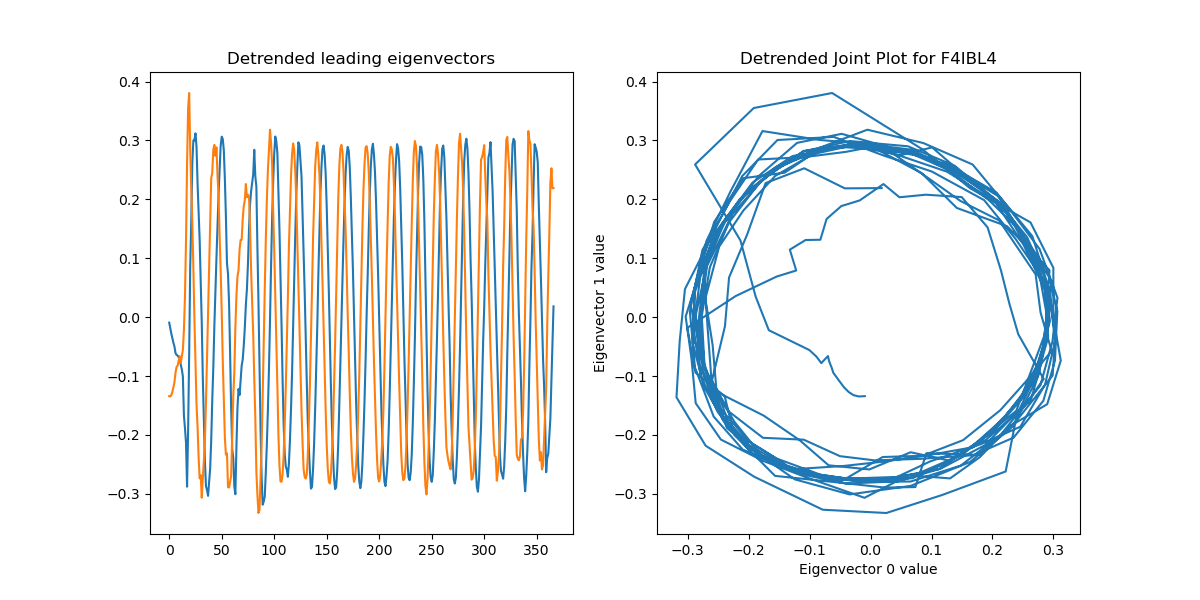 Detrended leading eigenvectors
0.4
0.3
0.2
0.1
0.0
−0.1
−0.2
−0.3
0 50 100 150 200 250 300 350
Detrended Joint Plot for F4IBL4
Eigenvector 1 value
0.4
0.3
0.2
0.1
0.0
−0.1
−0.2
−0.3
−0.3 −0.2 −0.1 0.0 0.1 0.2 0.3
Eigenvector 0 value